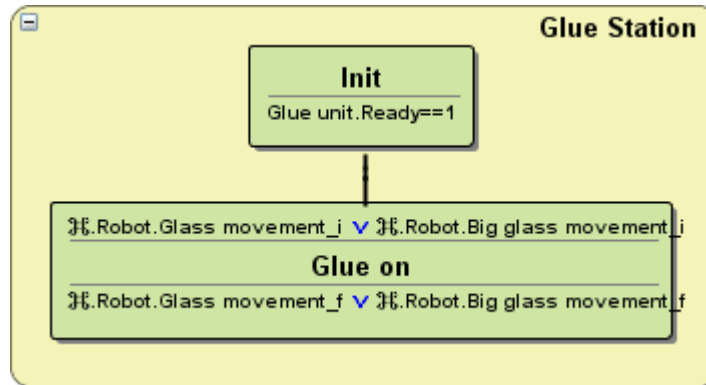 Glue Station
Init
Glue unit.Ready==1
⌘.Robot.Glass movement_i ∨ ⌘.Robot.Big glass movement_i
Glue on
⌘.Robot.Glass movement_f ∨ ⌘.Robot.Big glass movement_f